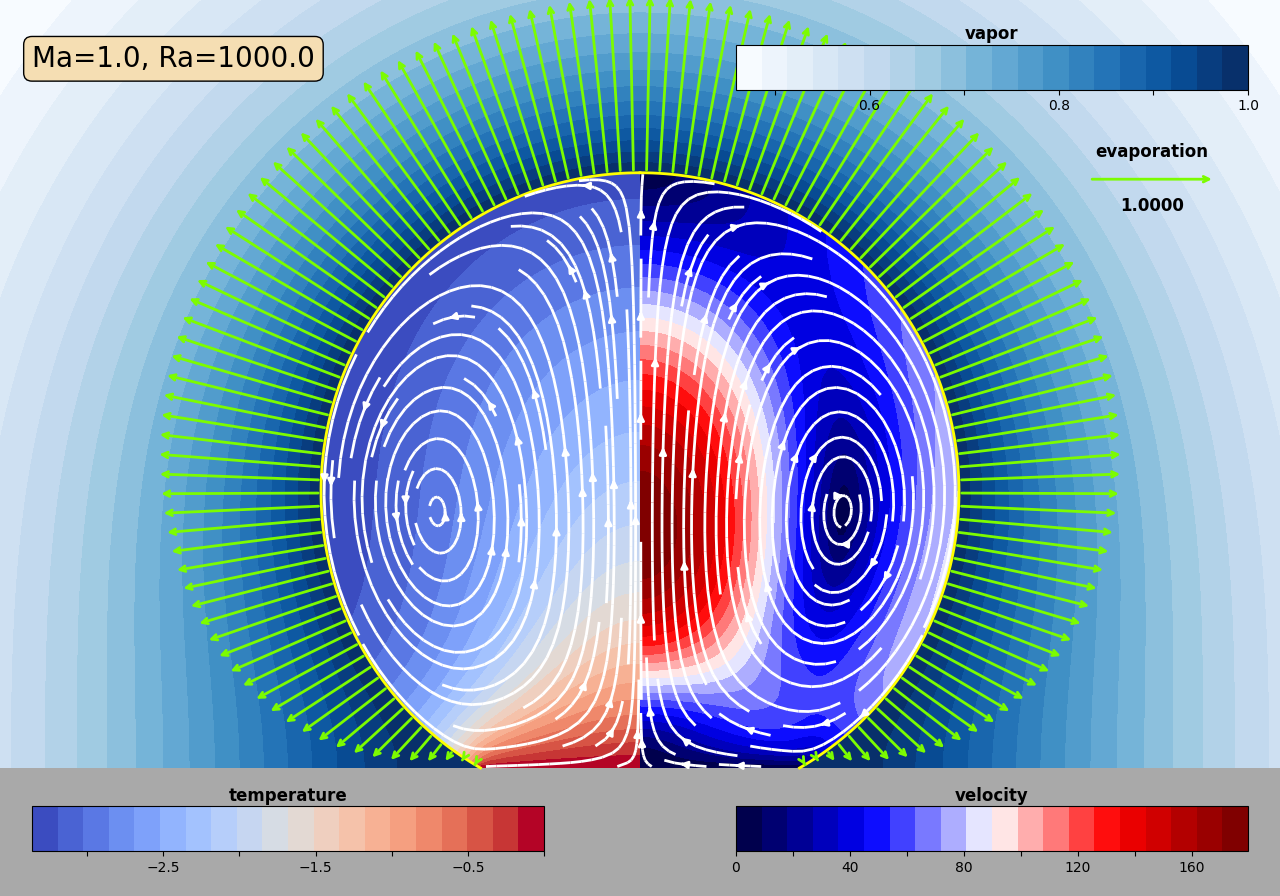 Ma=1.0, Ra=1000.0
vapor
0.6 0.8 1.0
evaporation
1.0000
temperature
−2.5 −1.5 −0.5
velocity
0 40 80 120 160